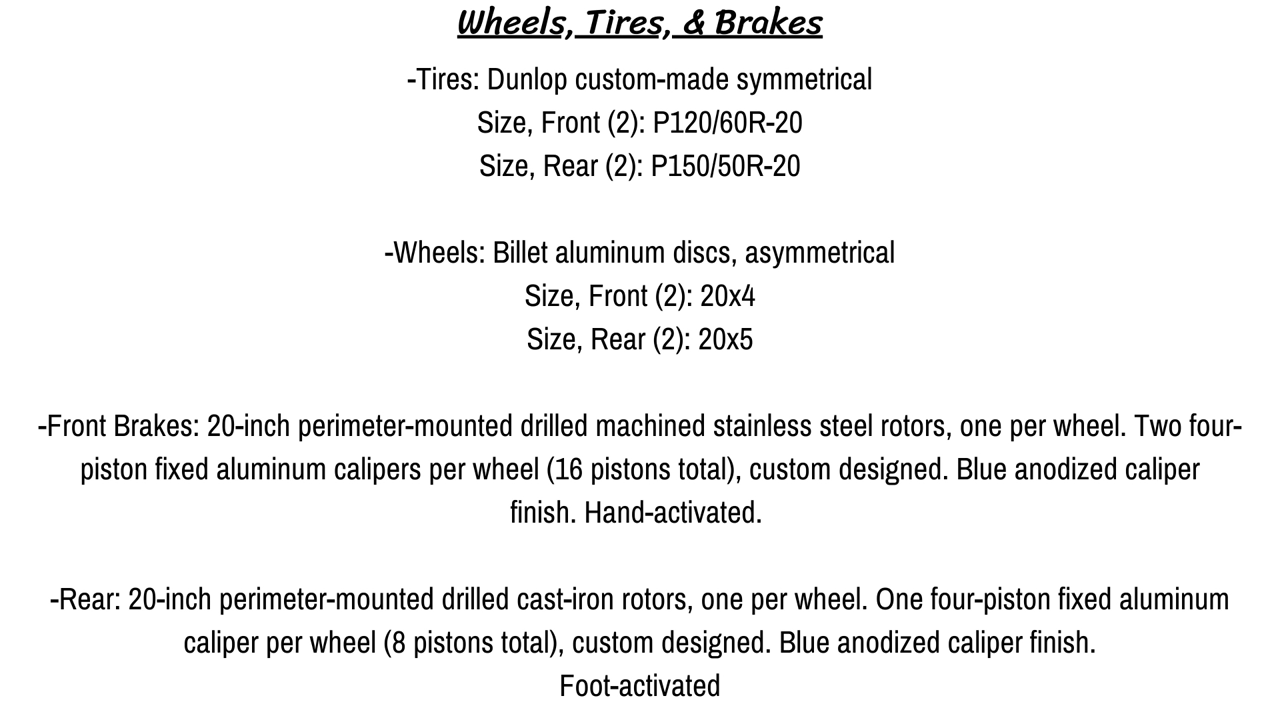 Wheels, Tires, & Brakes
-Tires: Dunlop custom-made symmetrical
Size, Front (2): P120/60R-20
Size, Rear (2): P150/50R-20
-Wheels: Billet aluminum discs, asymmetrical
Size, Front (2): 20x4
Size, Rear (2): 20x5
-Front Brakes: 20-inch perimeter-mounted drilled machined stainless steel rotors, one per wheel. Two four-
piston fixed aluminum calipers per wheel (16 pistons total), custom designed. Blue anodized caliper
finish. Hand-activated.
-Rear: 20-inch perimeter-mounted drilled cast-iron rotors, one per wheel. One four-piston fixed aluminum
caliper per wheel (8 pistons total), custom designed. Blue anodized caliper finish.
Foot-activated